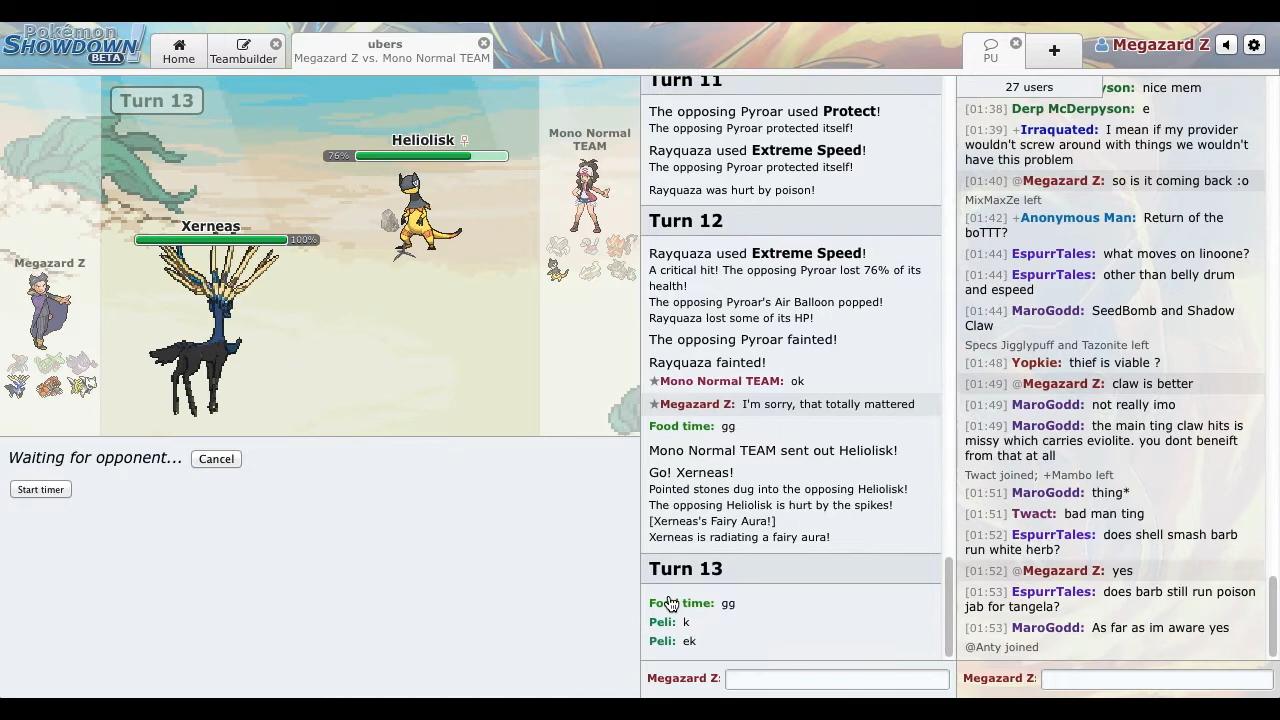 Pokémon
SHOWDOWN!
BETA
Home
Teambuilder
ubers
Megazard Z vs. Mono Normal TEAM
PU
+
Megazard Z
Turn 13
Heliolisk ♀
76%
Mono Normal
TEAM
Xerneas
100%
Megazard Z
Waiting for opponent...
Cancel
Start timer
Turn 11
The opposing Pyroar used Protect!
The opposing Pyroar protected itself!
Rayquaza used Extreme Speed!
The opposing Pyroar protected itself!
Rayquaza was hurt by poison!
Turn 12
Rayquaza used Extreme Speed!
A critical hit! The opposing Pyroar lost 76% of its
health!
The opposing Pyroar's Air Balloon popped!
Rayquaza lost some of its HP!
The opposing Pyroar fainted!
Rayquaza fainted!
★Mono Normal TEAM: ok
★Megazard Z: I'm sorry, that totally mattered
Food time: gg
Mono Normal TEAM sent out Heliolisk!
Go! Xerneas!
Pointed stones dug into the opposing Heliolisk!
The opposing Heliolisk is hurt by the spikes!
[Xerneas's Fairy Aura!]
Xerneas is radiating a fairy aura!
Turn 13
Food time: gg
Peli: k
Peli: ek
Megazard Z:
27 users
yson: nice mem
[01:38] Derp McDerpyson: e
[01:39] +Irraquated: I mean if my provider
wouldn't screw around with things we wouldn't
have this problem
[01:40] @Megazard Z: so is it coming back :o
MixMaxZe left
[01:42] +Anonymous Man: Return of the
boTTT?
[01:44] EspurrTales: what moves on linoone?
[01:44] EspurrTales: other than belly drum
and espeed
[01:44] MaroGodd: SeedBomb and Shadow
Claw
Specs Jigglypuff and Tazonite left
[01:48] Yopkie: thief is viable ?
[01:49] @Megazard Z: claw is better
[01:49] MaroGodd: not really imo
[01:49] MaroGodd: the main ting claw hits is
missy which carries eviolite. you dont beneift
from that at all
Twact joined; +Mambo left
[01:51] MaroGodd: thing*
[01:51] Twact: bad man ting
[01:52] EspurrTales: does shell smash barb
run white herb?
[01:52] @Megazard Z: yes
[01:53] EspurrTales: does barb still run poison
jab for tangela?
[01:53] MaroGodd: As far as im aware yes
@Anty joined
Megazard Z: